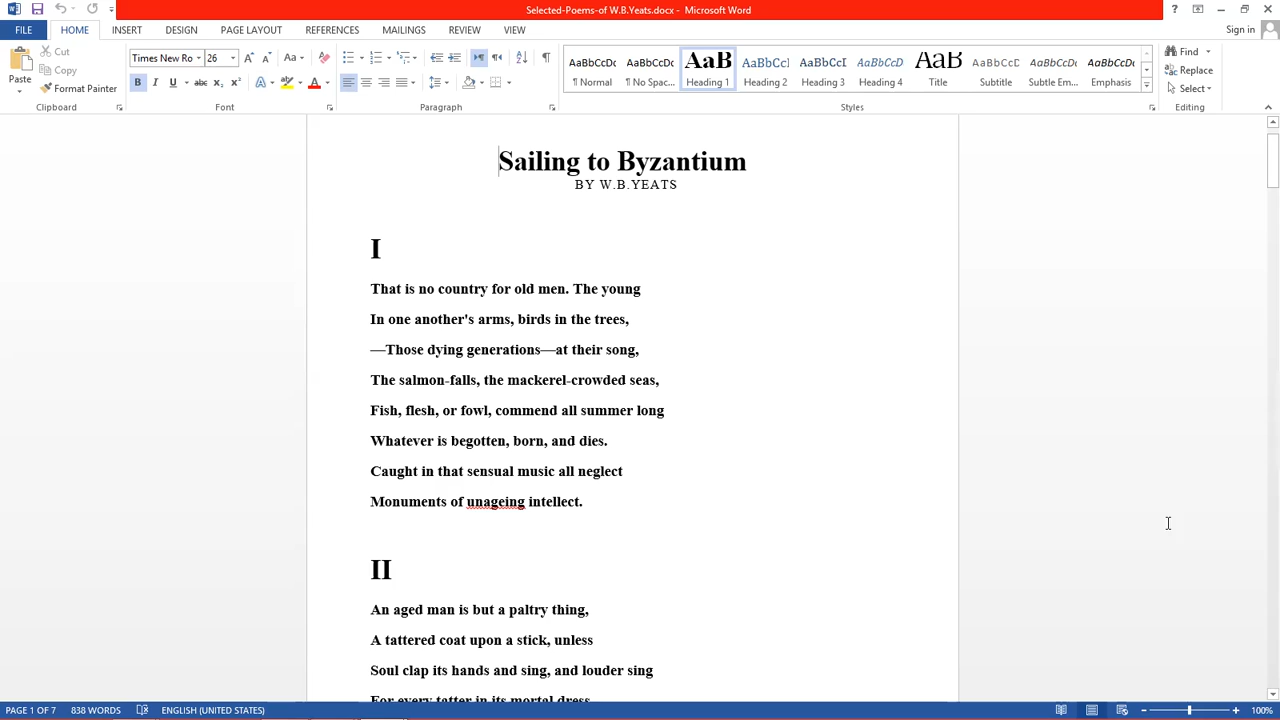 Selected-Poems-of W.B.Yeats.docx - Microsoft Word
FILE HOME INSERT DESIGN PAGE LAYOUT REFERENCES MAILINGS REVIEW VIEW Sign in
Paste
Cut
Copy
Format Painter
Clipboard
Times New Ro 26
Font
Paragraph
AaBbCcDc AaBbCcDc AaB AaBbCcI AaBbCcI AaBbCcD AaB AaBbCcD AaBbCcDc AaBbCcDc
¶ Normal ¶ No Spac... Heading 1 Heading 2 Heading 3 Heading 4 Title Subtitle Subtle Em... Emphasis
Styles
Find
Replace
Select
Editing
Sailing to Byzantium
BY W.B.YEATS
I
That is no country for old men. The young
In one another's arms, birds in the trees,
—Those dying generations—at their song,
The salmon-falls, the mackerel-crowded seas,
Fish, flesh, or fowl, commend all summer long
Whatever is begotten, born, and dies.
Caught in that sensual music all neglect
Monuments of unageing intellect.
II
An aged man is but a paltry thing,
A tattered coat upon a stick, unless
Soul clap its hands and sing, and louder sing
For every tatter in its mortal dress
PAGE 1 OF 7 838 WORDS ENGLISH (UNITED STATES) 100%